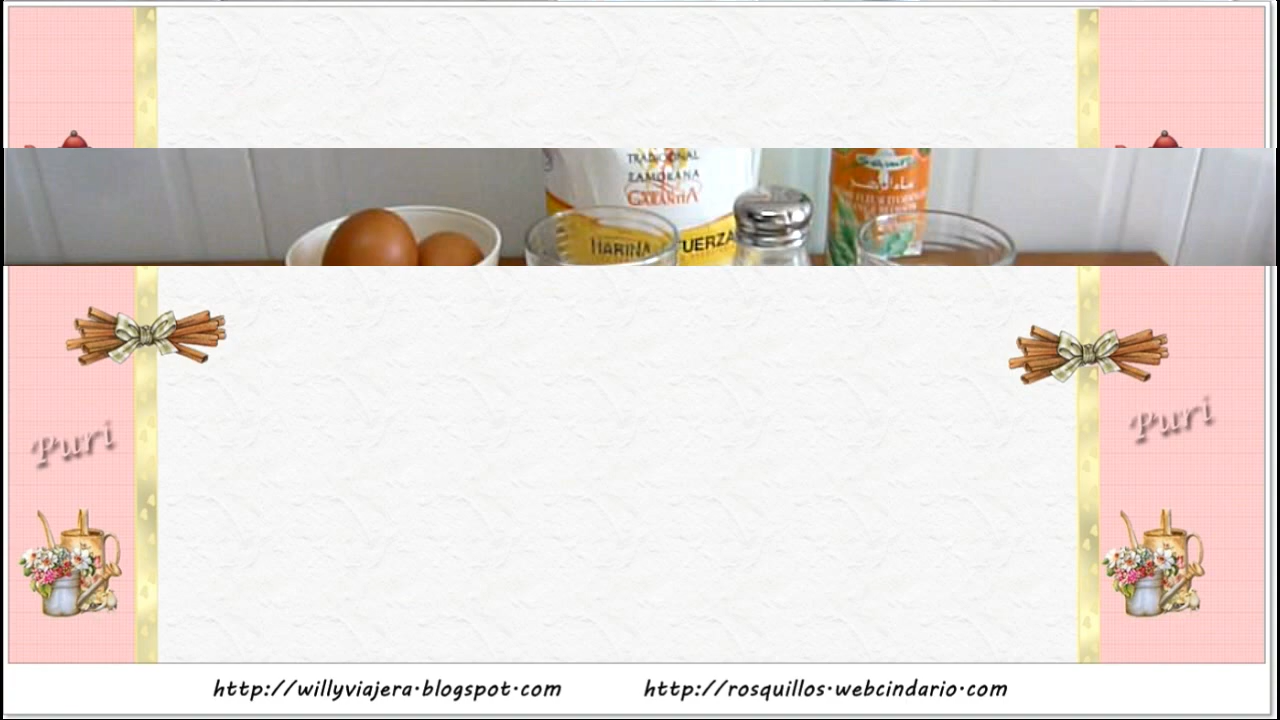 TRADICIONAL
ZAMORANA
GARANTIA
HARINA FUERZA
Puri
Puri
http://willyviajera.blogspot.com
http://rosquillos.webcindario.com